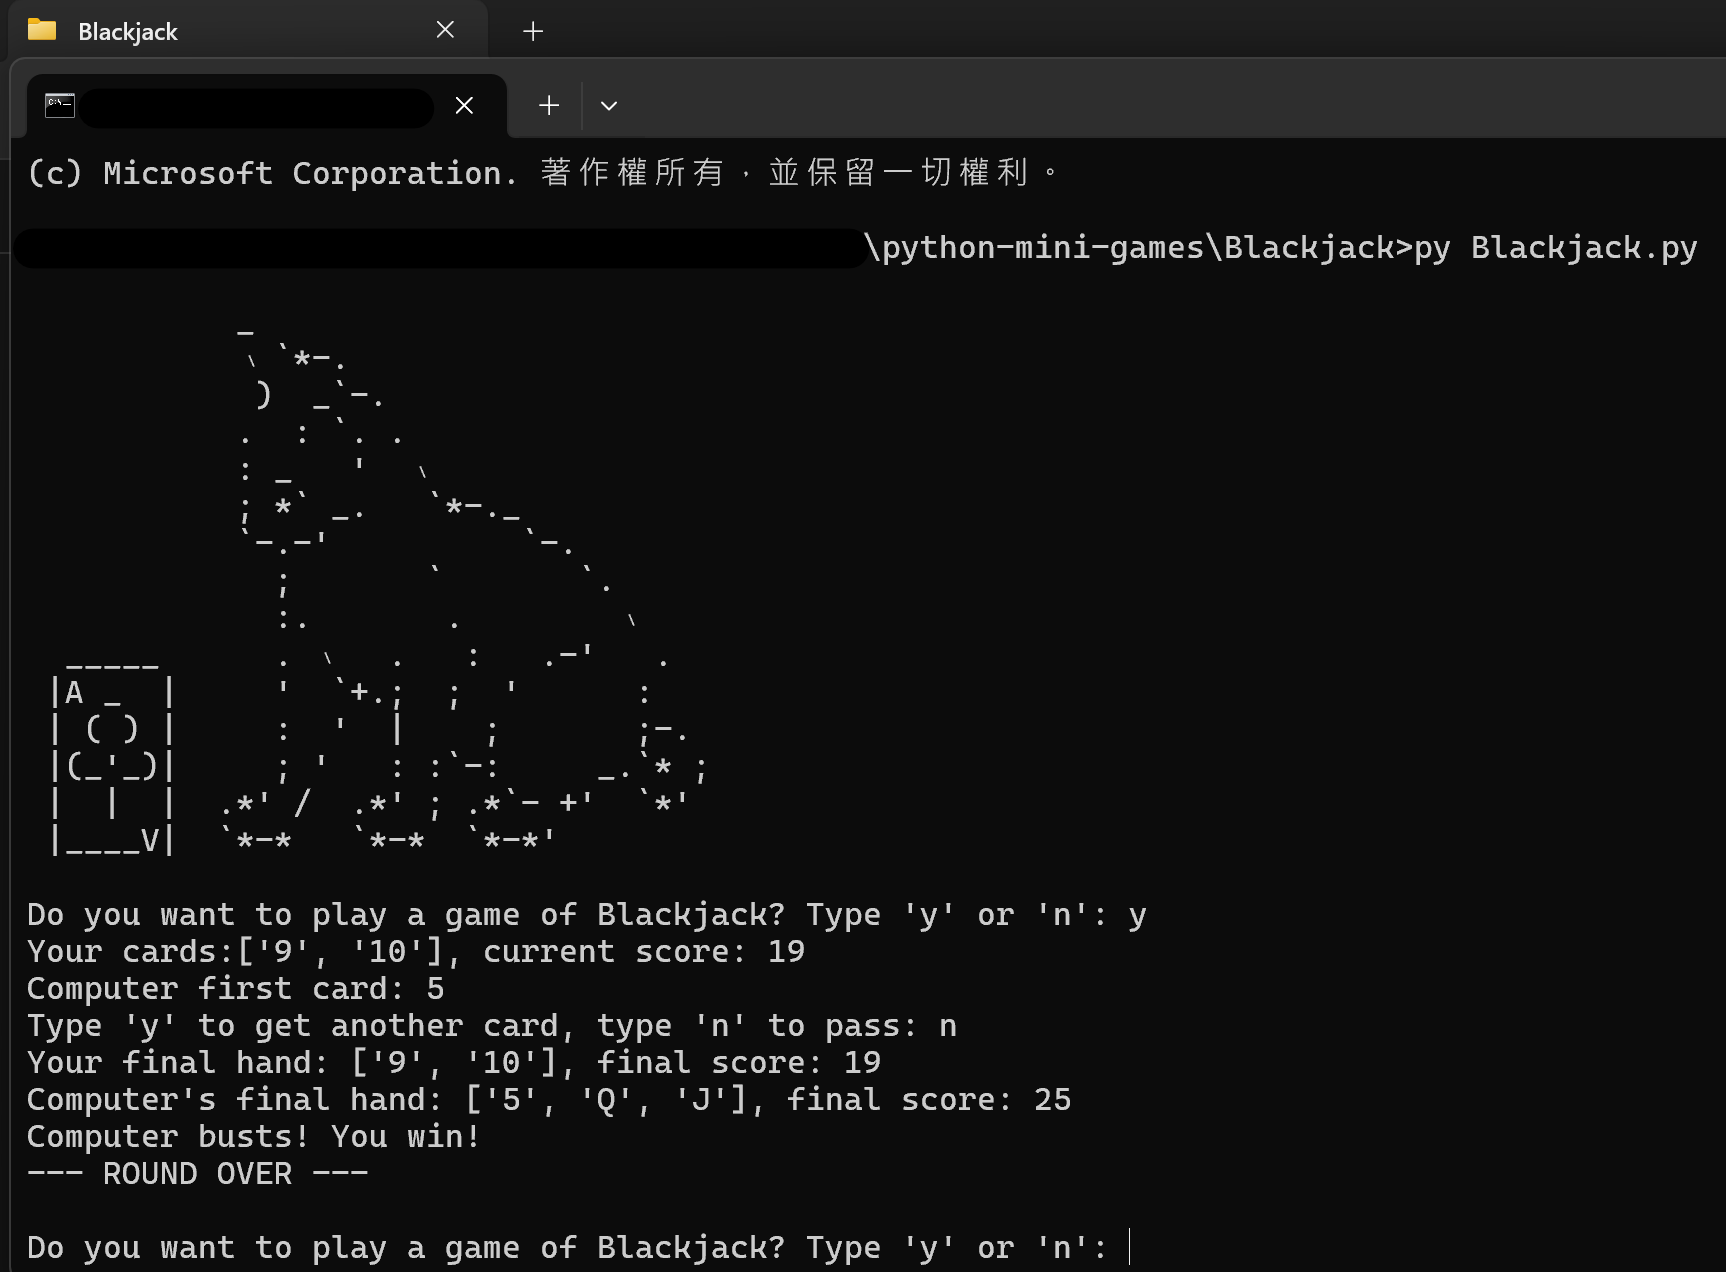 Blackjack
(c) Microsoft Corporation. 著作權所有，並保留一切權利。
\python-mini-games\Blackjack>py Blackjack.py
A
V
Do you want to play a game of Blackjack? Type 'y' or 'n': y
Your cards:['9', '10'], current score: 19
Computer first card: 5
Type 'y' to get another card, type 'n' to pass: n
Your final hand: ['9', '10'], final score: 19
Computer's final hand: ['5', 'Q', 'J'], final score: 25
Computer busts! You win!
--- ROUND OVER ---
Do you want to play a game of Blackjack? Type 'y' or 'n':